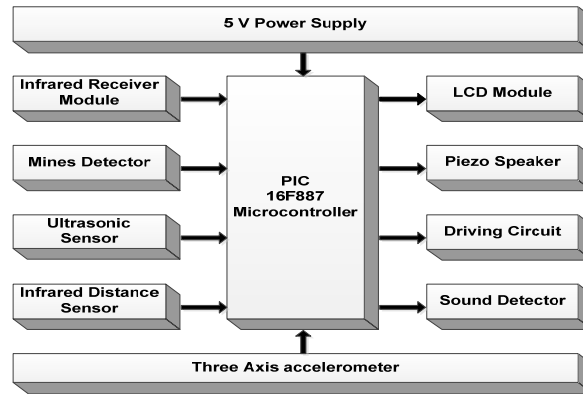 5 V Power Supply
Infrared Receiver
Module
LCD Module
Mines Detector
Piezo Speaker
PIC
16F887
Microcontroller
Ultrasonic
Sensor
Driving Circuit
Infrared Distance
Sensor
Sound Detector
Three Axis accelerometer